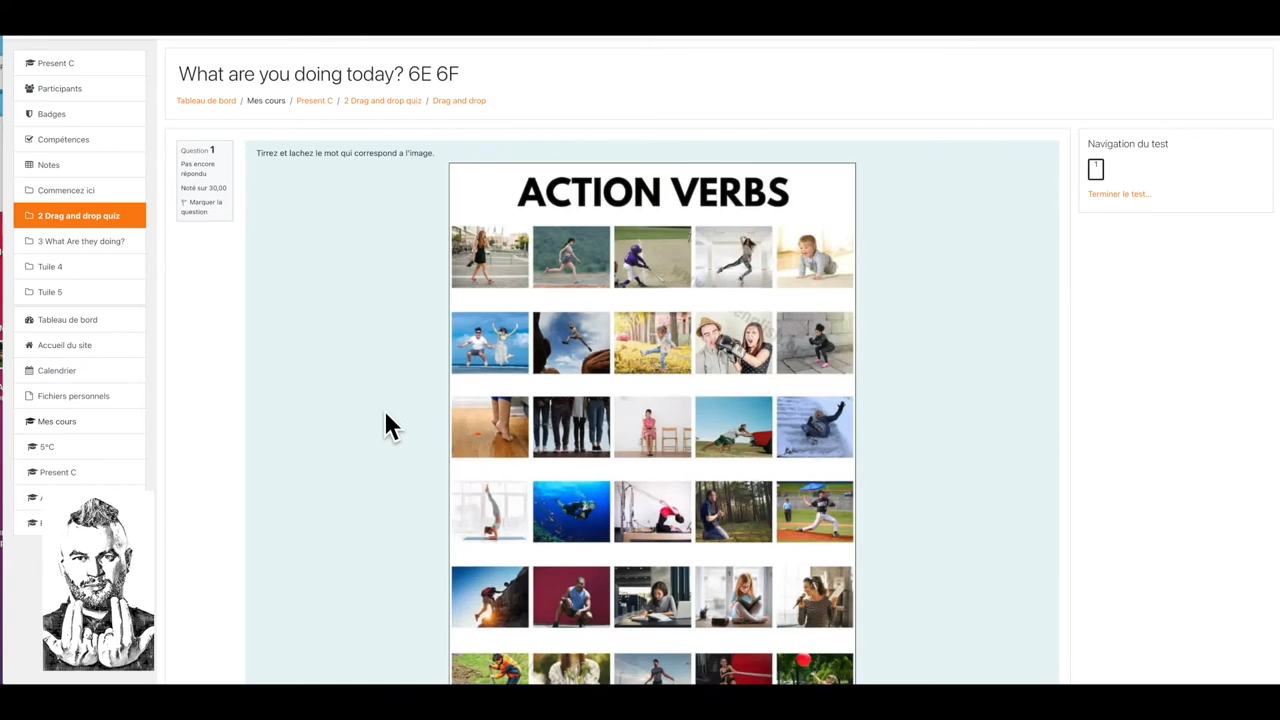 Present C
Participants
Badges
Compétences
Notes
Commencez ici
2 Drag and drop quiz
3 What Are they doing?
Tuile 4
Tuile 5
Tableau de bord
Accueil du site
Calendrier
Fichiers personnels
Mes cours
5°C
Present C
What are you doing today? 6E 6F
Tableau de bord / Mes cours / Present C / 2 Drag and drop quiz / Drag and drop
Question 1
Pas encore
répondu
Noté sur 30,00
Marquer la
question
Tirrez et lachez le mot qui correspond a l'image.
ACTION VERBS
Navigation du test
1
Terminer le test...